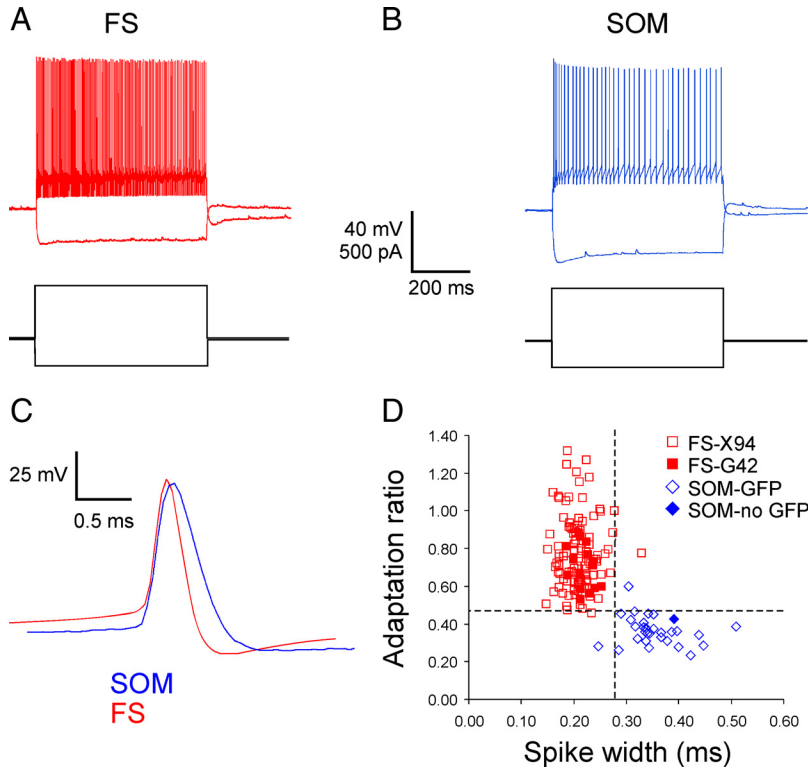 A
FS
B
SOM
40 mV
500 pA
200 ms
C
25 mV
0.5 ms
SOM
FS
D
FS-X94
FS-G42
SOM-GFP
SOM-no GFP
Adaptation ratio
1.40
1.20
1.00
0.80
0.60
0.40
0.20
0.00
0.00 0.10 0.20 0.30 0.40 0.50 0.60
Spike width (ms)